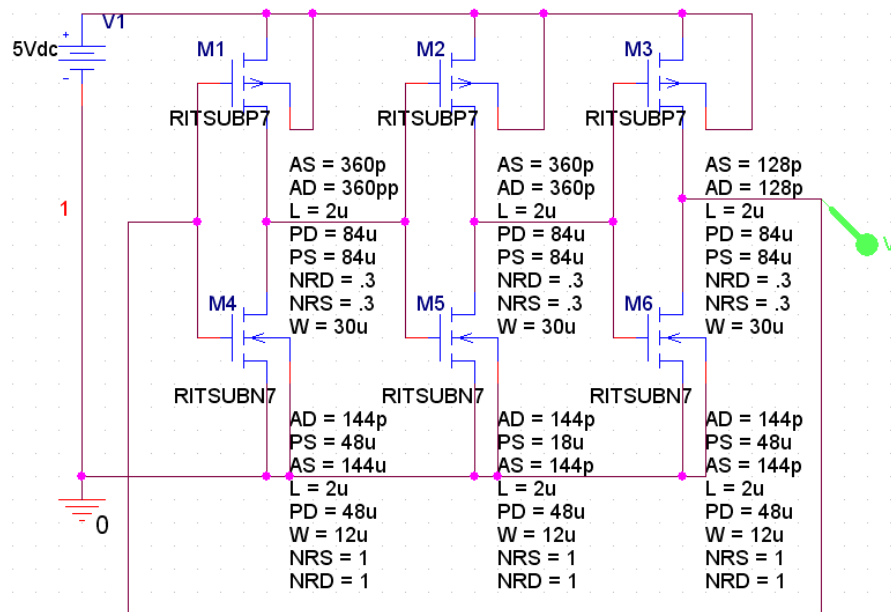 V1
+
5Vdc
-
M1
M2
M3
RITSUBP7
RITSUBP7
RITSUBP7
AS = 360p
AD = 360pp
L = 2u
PD = 84u
PS = 84u
NRD = .3
NRS = .3
W = 30u
AS = 360p
AD = 360p
L = 2u
PD = 84u
PS = 84u
NRD = .3
NRS = .3
W = 30u
AS = 128p
AD = 128p
L = 2u
PD = 84u
PS = 84u
NRD = .3
NRS = .3
W = 30u
1
V
M4
M5
M6
RITSUBN7
RITSUBN7
RITSUBN7
AD = 144p
PS = 48u
AS = 144u
L = 2u
PD = 48u
W = 12u
NRS = 1
NRD = 1
AD = 144p
PS = 18u
AS = 144p
L = 2u
PD = 48u
W = 12u
NRS = 1
NRD = 1
AD = 144p
PS = 48u
AS = 144p
L = 2u
PD = 48u
W = 12u
NRS = 1
NRD = 1
0